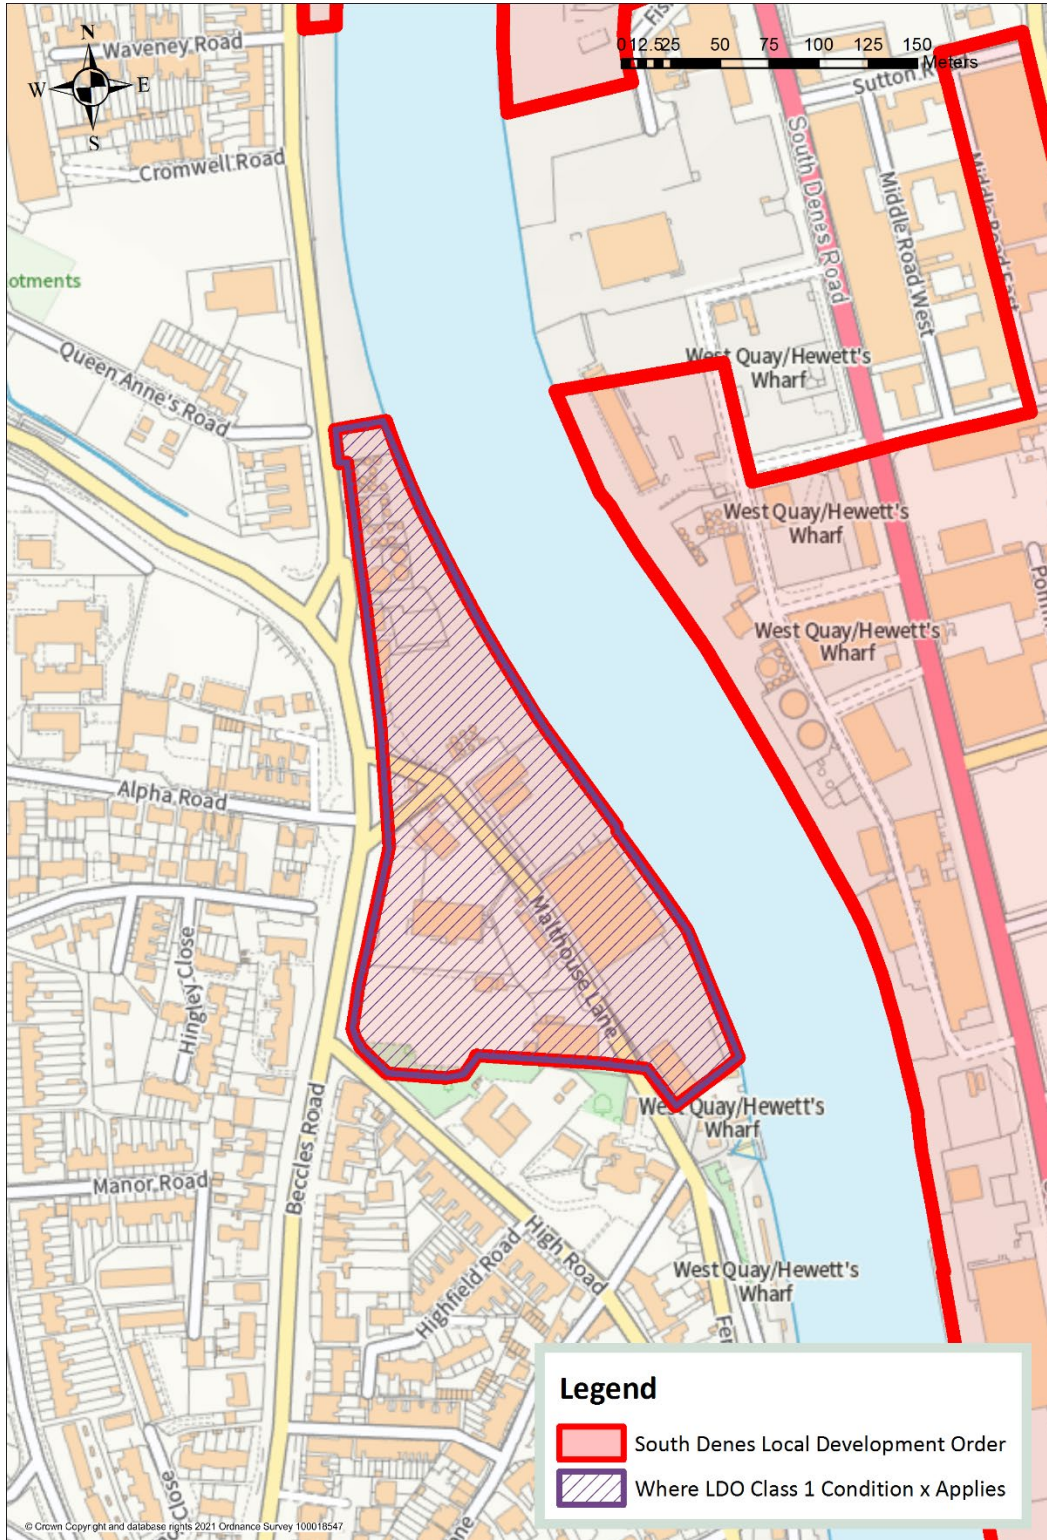 Waveney Road
N
W E
S
Cromwell Road
0 12.5 25 50 75 100 125 150
Meters
South Denes Road
Middle Road West
Middle Road East
otments
Queen Anne's Road
West Quay/Hewett's
Wharf
West Quay/Hewett's
Wharf
West Quay/Hewett's
Wharf
Alpha Road
Malthouse Lane
Hingley Close
West Quay/Hewett's
Wharf
Beccles Road
Manor Road
High Road
Highfield Road
West Quay/Hewett's
Wharf
Close
Legend
South Denes Local Development Order
Where LDO Class 1 Condition x Applies
© Crown Copyright and database rights 2021 Ordnance Survey 100018547